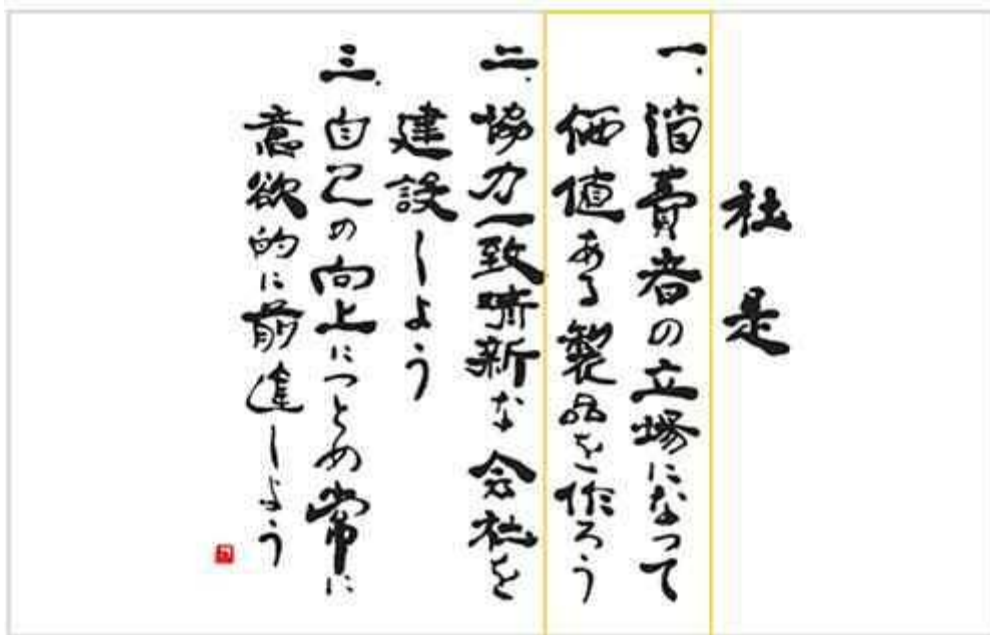 社是
一、消費者の立場になって
価値ある製品を作ろう
二、協力一致嶄新な会社を
建設しよう
三、自己の向上につとめ常に
意欲的に前進しよう